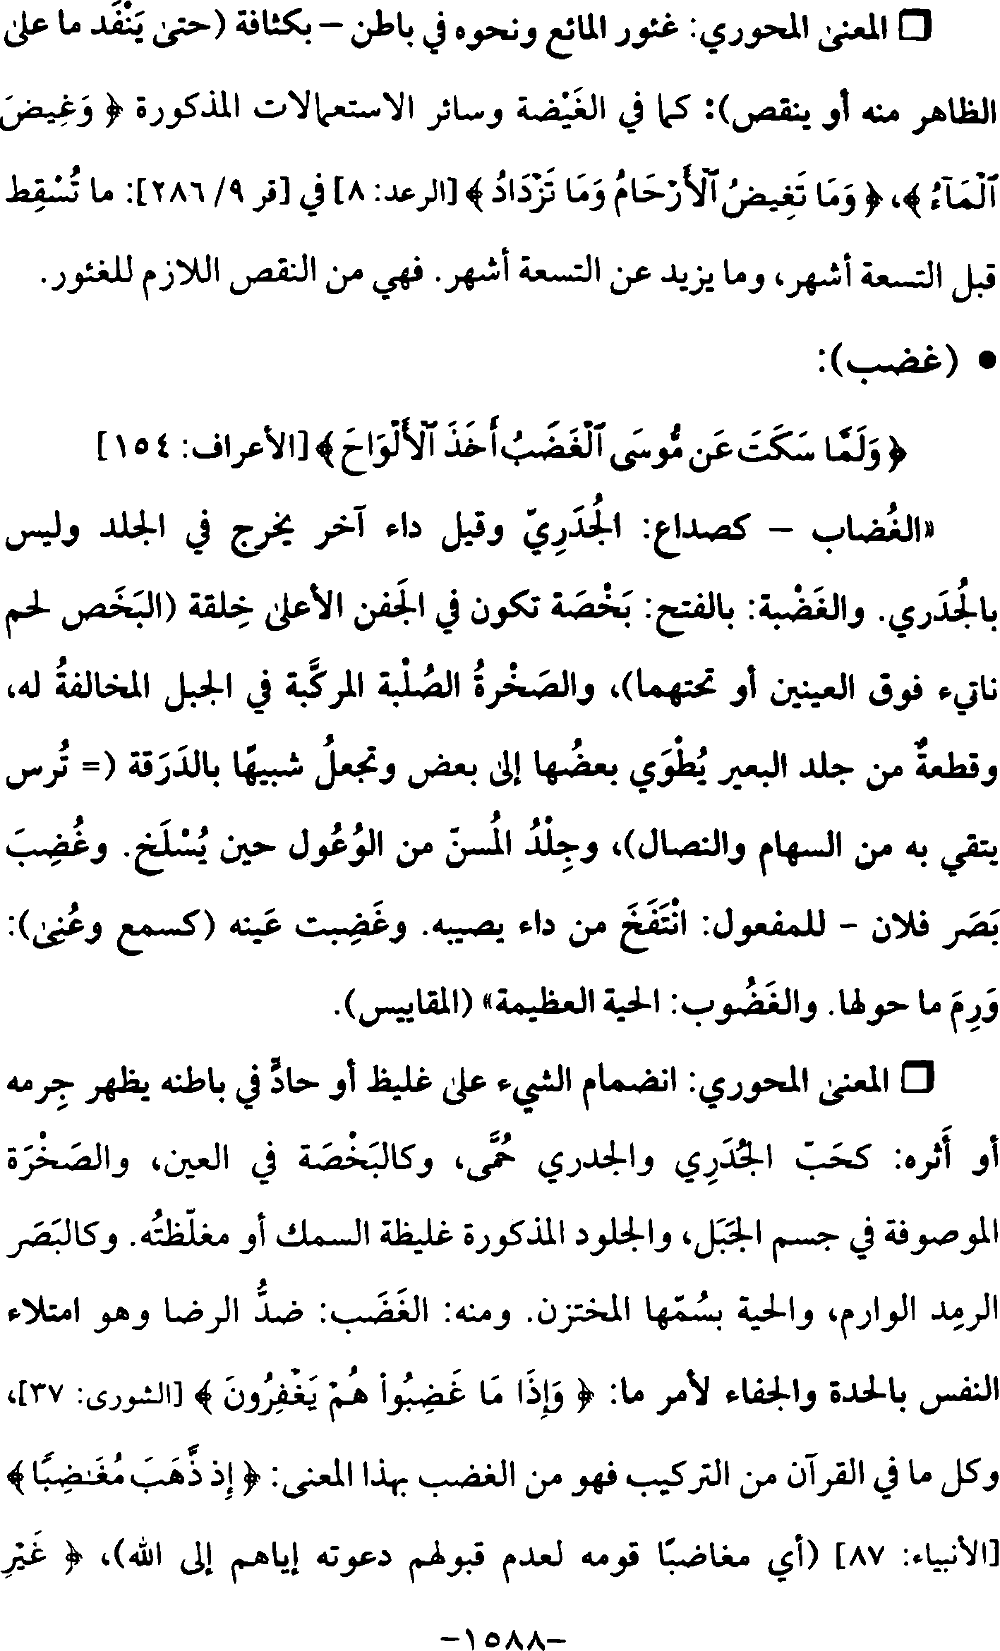 □ المعنى المحوري: غئور المائع ونحوه في باطن – بكثافة (حتى يَنْفَد ما على
الظاهر منه أو ينقص): كما في الغَيْضة وسائر الاستعمالات المذكورة ﴿ وَغِيضَ
ٱلْمَآءُ ﴾، ﴿ وَمَا تَغِيضُ ٱلْأَرْحَامُ وَمَا تَزْدَادُ ﴾ [الرعد: ٨] في [قر ٩/ ٢٨٦]: ما تُسْقِط
قبل التسعة أشهر، وما يزيد عن التسعة أشهر. فهي من النقص اللازم للغئور.
• (غضب):
﴿ وَلَمَّا سَكَتَ عَن مُّوسَى ٱلْغَضَبُ أَخَذَ ٱلْأَلْوَاحَ ﴾ [الأعراف: ١٥٤]
«الغُضاب – كصداع: الجُدَرِيّ وقيل داء آخر يخرج في الجلد وليس
بالجُدَري. والغَضْبة: بالفتح: بَخْصَة تكون في الجَفن الأعلى خِلقة (البَخَص لحم
ناتيء فوق العينين أو تحتهما)، والصَخْرةُ الصُلْبة المركَّبة في الجبل المخالفةُ له،
وقطعةٌ من جلد البعير يُطْوَي بعضُها إلى بعض وتجعلُ شبيهًا بالدَرَقة (= تُرس
يتقي به من السهام والنصال)، وجِلْدُ المُسنّ من الوُعُول حين يُسْلَخ. وغُضِبَ
بَصَر فلان – للمفعول: انْتَفَخَ من داء يصيبه. وغَضِبت عَينه (كسمع وعُنِيَ):
وَرِمَ ما حولها. والغَضُوب: الحية العظيمة» (المقاييس).
□ المعنى المحوري: انضمام الشيء على غليظ أو حادٍّ في باطنه يظهر جِرمه
أو أَثره: كحَبّ الجُدَرِي والجدري حُمَّى، وكالبَخْصَة في العين، والصَخْرَة
الموصوفة في جسم الجَبَل، والجلود المذكورة غليظة السمك أو مغلّظتُه. وكالبَصَر
الرمِد الوارم، والحية بسُمّها المختزن. ومنه: الغَضَب: ضدُّ الرضا وهو امتلاء
النفس بالحدة والجفاء لأمر ما: ﴿ وَإِذَا مَا غَضِبُوا۟ هُمْ يَغْفِرُونَ ﴾ [الشورى: ٣٧]،
وكل ما في القرآن من التركيب فهو من الغضب بهذا المعنى: ﴿ إِذ ذَّهَبَ مُغَـٰضِبًا ﴾
[الأنبياء: ٨٧] (أي مغاضبًا قومه لعدم قبولهم دعوته إياهم إلى الله)، ﴿ غَيْرِ
–١٥٨٨–